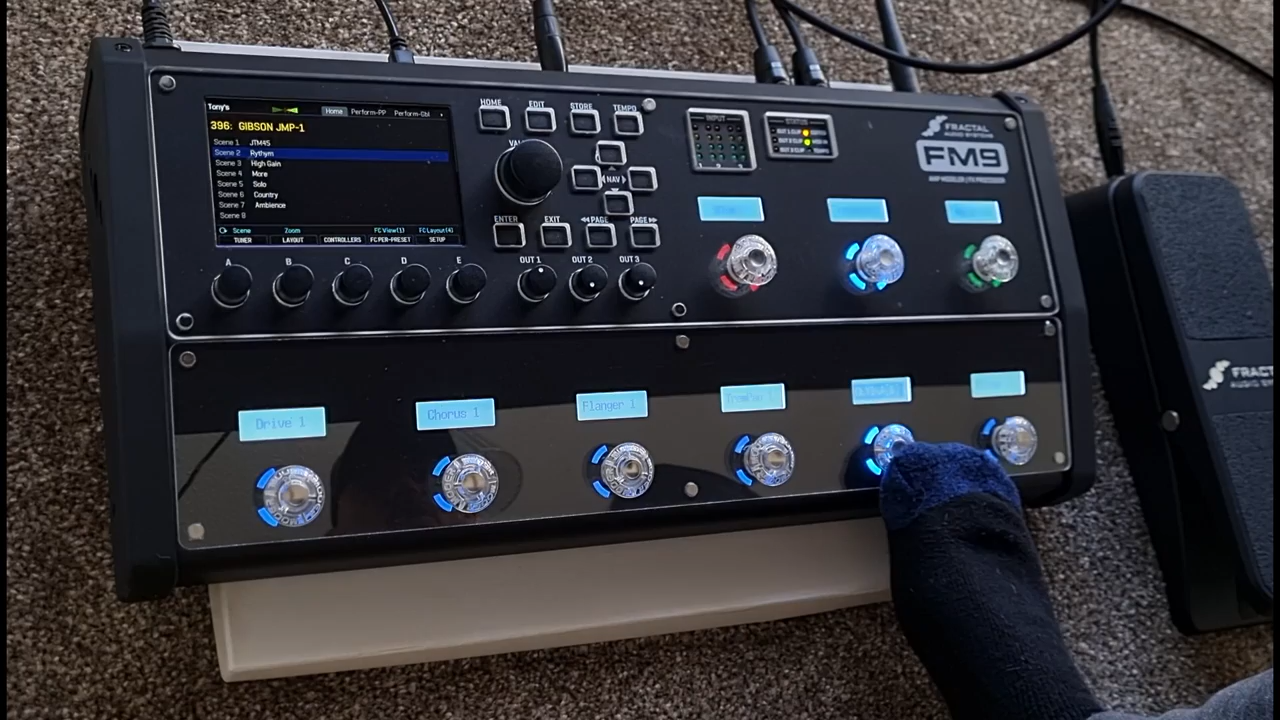 Tony's
Home Perform-PP Perform-Gbl
396: GIBSON JMP-1
Scene 1 JTM45
Scene 2 Rythym
Scene 3 High Gain
Scene 4 More
Scene 5 Solo
Scene 6 Country
Scene 7 Ambience
Scene 8
Scene Zoom FC View(1) FC Layout(4)
TUNER LAYOUT CONTROLLERS FC PER-PRESET SETUP
A B C D E
HOME EDIT STORE TEMPO
NAV
ENTER EXIT PAGE PAGE
OUT 1 OUT 2 OUT 3
INPUT
STATUS
FRACTAL
AUDIO SYSTEMS
FM9
AMP MODELER / FX PROCESSOR
Drive 1
Chorus 1
Flanger 1
FRACT
AUDIO SY